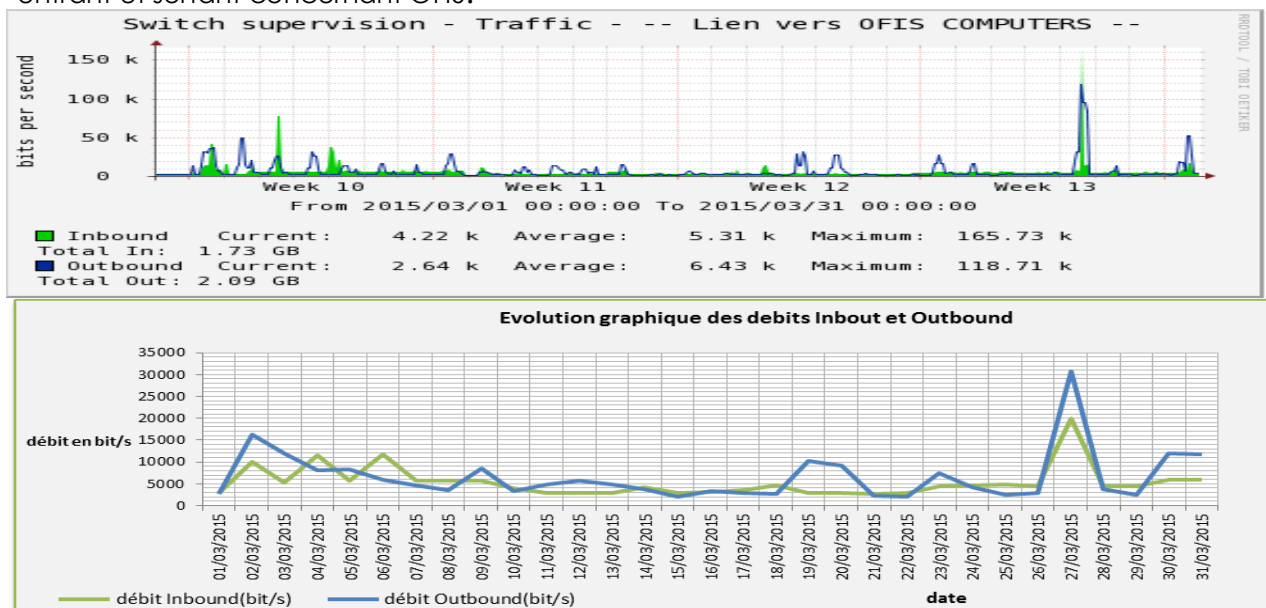 Switch supervision - Traffic - -- Lien vers OFIS COMPUTERS --
RRDTOOL / TOBI OETIKER
bits per second
150 k
100 k
50 k
0
Week 10 Week 11 Week 12 Week 13
From 2015/03/01 00:00:00 To 2015/03/31 00:00:00
Inbound Current: 4.22 k Average: 5.31 k Maximum: 165.73 k
Total In: 1.73 GB
Outbound Current: 2.64 k Average: 6.43 k Maximum: 118.71 k
Total Out: 2.09 GB
Evolution graphique des debits Inbout et Outbound
35000
30000
25000
20000
15000
10000
5000
0
débit en bit/s
01/03/2015
02/03/2015
03/03/2015
04/03/2015
05/03/2015
06/03/2015
07/03/2015
08/03/2015
09/03/2015
10/03/2015
11/03/2015
12/03/2015
13/03/2015
14/03/2015
15/03/2015
16/03/2015
17/03/2015
18/03/2015
19/03/2015
20/03/2015
21/03/2015
22/03/2015
23/03/2015
24/03/2015
25/03/2015
26/03/2015
27/03/2015
28/03/2015
29/03/2015
30/03/2015
31/03/2015
débit Inbound(bit/s) débit Outbound(bit/s) date